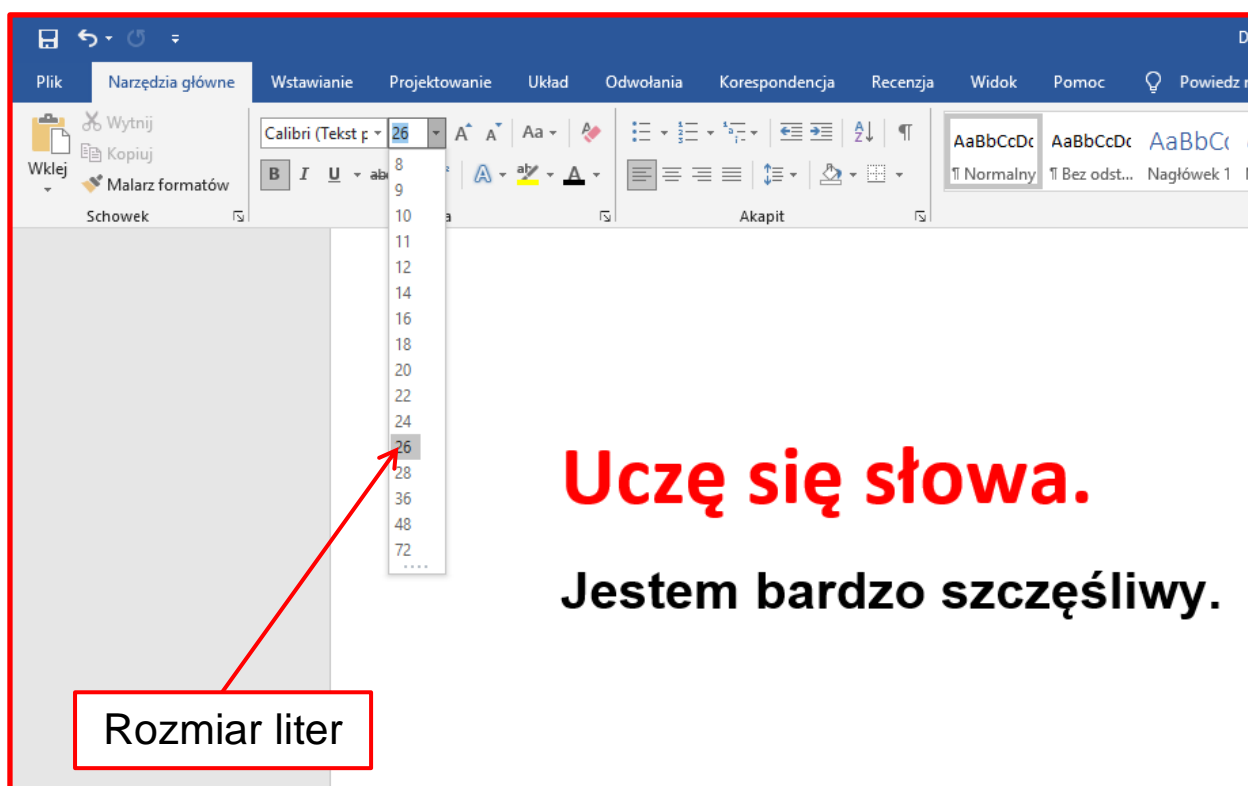 D
Plik Narzędzia główne Wstawianie Projektowanie Układ Odwołania Korespondencja Recenzja Widok Pomoc Powiedz
Wklej
Wytnij
Kopiuj
Malarz formatów
Schowek
Calibri (Tekst p 26
Aa
B I U
Akapit
AaBbCcDc AaBbCcDc AaBbCc
¶ Normalny ¶ Bez odst... Nagłówek 1
8
9
10
11
12
14
16
18
20
22
24
26
28
36
48
72
Uczę się słowa.
Jestem bardzo szczęśliwy.
Rozmiar liter